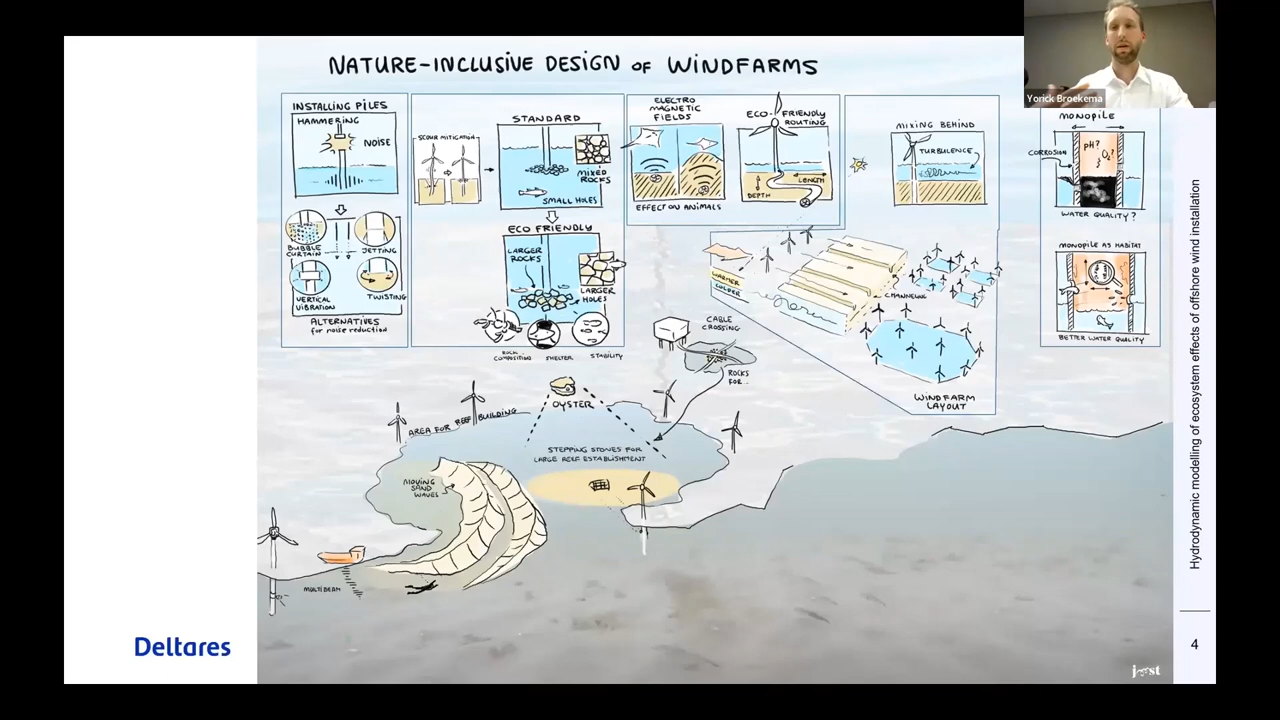 NATURE-INCLUSIVE DESIGN OF WINDFARMS
Yorick Broekema
INSTALLING PILES
HAMMERING
NOISE
BUBBLE
CURTAIN
JETTING
VERTICAL
VIBRATION
TWISTING
ALTERNATIVES
for noise reduction
SCOUR MITIGATION
STANDARD
MIXED
ROCKS
SMALL HOLES
ECO FRIENDLY
LARGER
ROCKS
LARGER
HOLES
ROCK
COMPOSITION
SHELTER
STABILITY
ELECTRO
MAGNETIC
FIELDS
EFFECT ON ANIMALS
ECO-FRIENDLY
ROUTING
LENGTH
DEPTH
MIXING BEHIND
TURBULENCE
WARMER
COLDER
CHANNELING
WINDFARM
LAYOUT
MONOPILE
CORROSION
pH?
O₂?
WATER QUALITY?
MONOPILE AS HABITAT
BETTER WATER QUALITY
CABLE
CROSSING
ROCKS
FOR...
OYSTER
AREA FOR REEF BUILDING
STEPPING STONES FOR
LARGE REEF ESTABLISHMENT
MOVING
SAND
WAVES
MULTIBEAM
Hydrodynamic modelling of ecosystem effects of offshore wind installation
4
Deltares